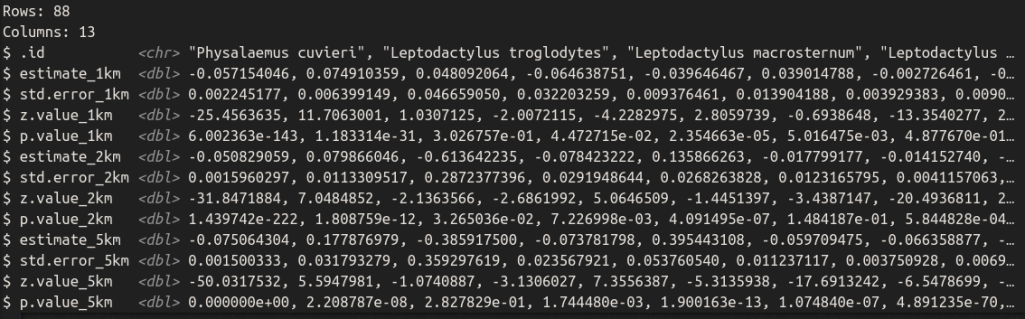 Rows: 88
Columns: 13
$ .id            <chr> "Physalaemus cuvieri", "Leptodactylus troglodytes", "Leptodactylus macrosternum", "Leptodactylus …
$ estimate_1km   <dbl> -0.057154046, 0.074910359, 0.048092064, -0.064638751, -0.039646467, 0.039014788, -0.002726461, -0…
$ std.error_1km  <dbl> 0.002245177, 0.006399149, 0.046659050, 0.032203259, 0.009376461, 0.013904188, 0.003929383, 0.0090…
$ z.value_1km    <dbl> -25.4563635, 11.7063001, 1.0307125, -2.0072115, -4.2282975, 2.8059739, -0.6938648, -13.3540277, 2…
$ p.value_1km    <dbl> 6.002363e-143, 1.183314e-31, 3.026757e-01, 4.472715e-02, 2.354663e-05, 5.016475e-03, 4.877670e-01…
$ estimate_2km   <dbl> -0.050829059, 0.079866046, -0.613642235, -0.078423222, 0.135866263, -0.017799177, -0.014152740, -…
$ std.error_2km  <dbl> 0.0015960297, 0.0113309517, 0.2872377396, 0.0291948644, 0.0268263828, 0.0123165795, 0.0041157063,…
$ z.value_2km    <dbl> -31.8471884, 7.0484852, -2.1363566, -2.6861992, 5.0646509, -1.4451397, -3.4387147, -20.4936811, 2…
$ p.value_2km    <dbl> 1.439742e-222, 1.808759e-12, 3.265036e-02, 7.226998e-03, 4.091495e-07, 1.484187e-01, 5.844828e-04…
$ estimate_5km   <dbl> -0.075064304, 0.177876979, -0.385917500, -0.073781798, 0.395443108, -0.059709475, -0.066358877, -…
$ std.error_5km  <dbl> 0.001500333, 0.031793279, 0.359297619, 0.023567921, 0.053760540, 0.011237117, 0.003750928, 0.0069…
$ z.value_5km    <dbl> -50.0317532, 5.5947981, -1.0740887, -3.1306027, 7.3556387, -5.3135938, -17.6913242, -6.5478699, -…
$ p.value_5km    <dbl> 0.000000e+00, 2.208787e-08, 2.827829e-01, 1.744480e-03, 1.900163e-13, 1.074840e-07, 4.891235e-70,…